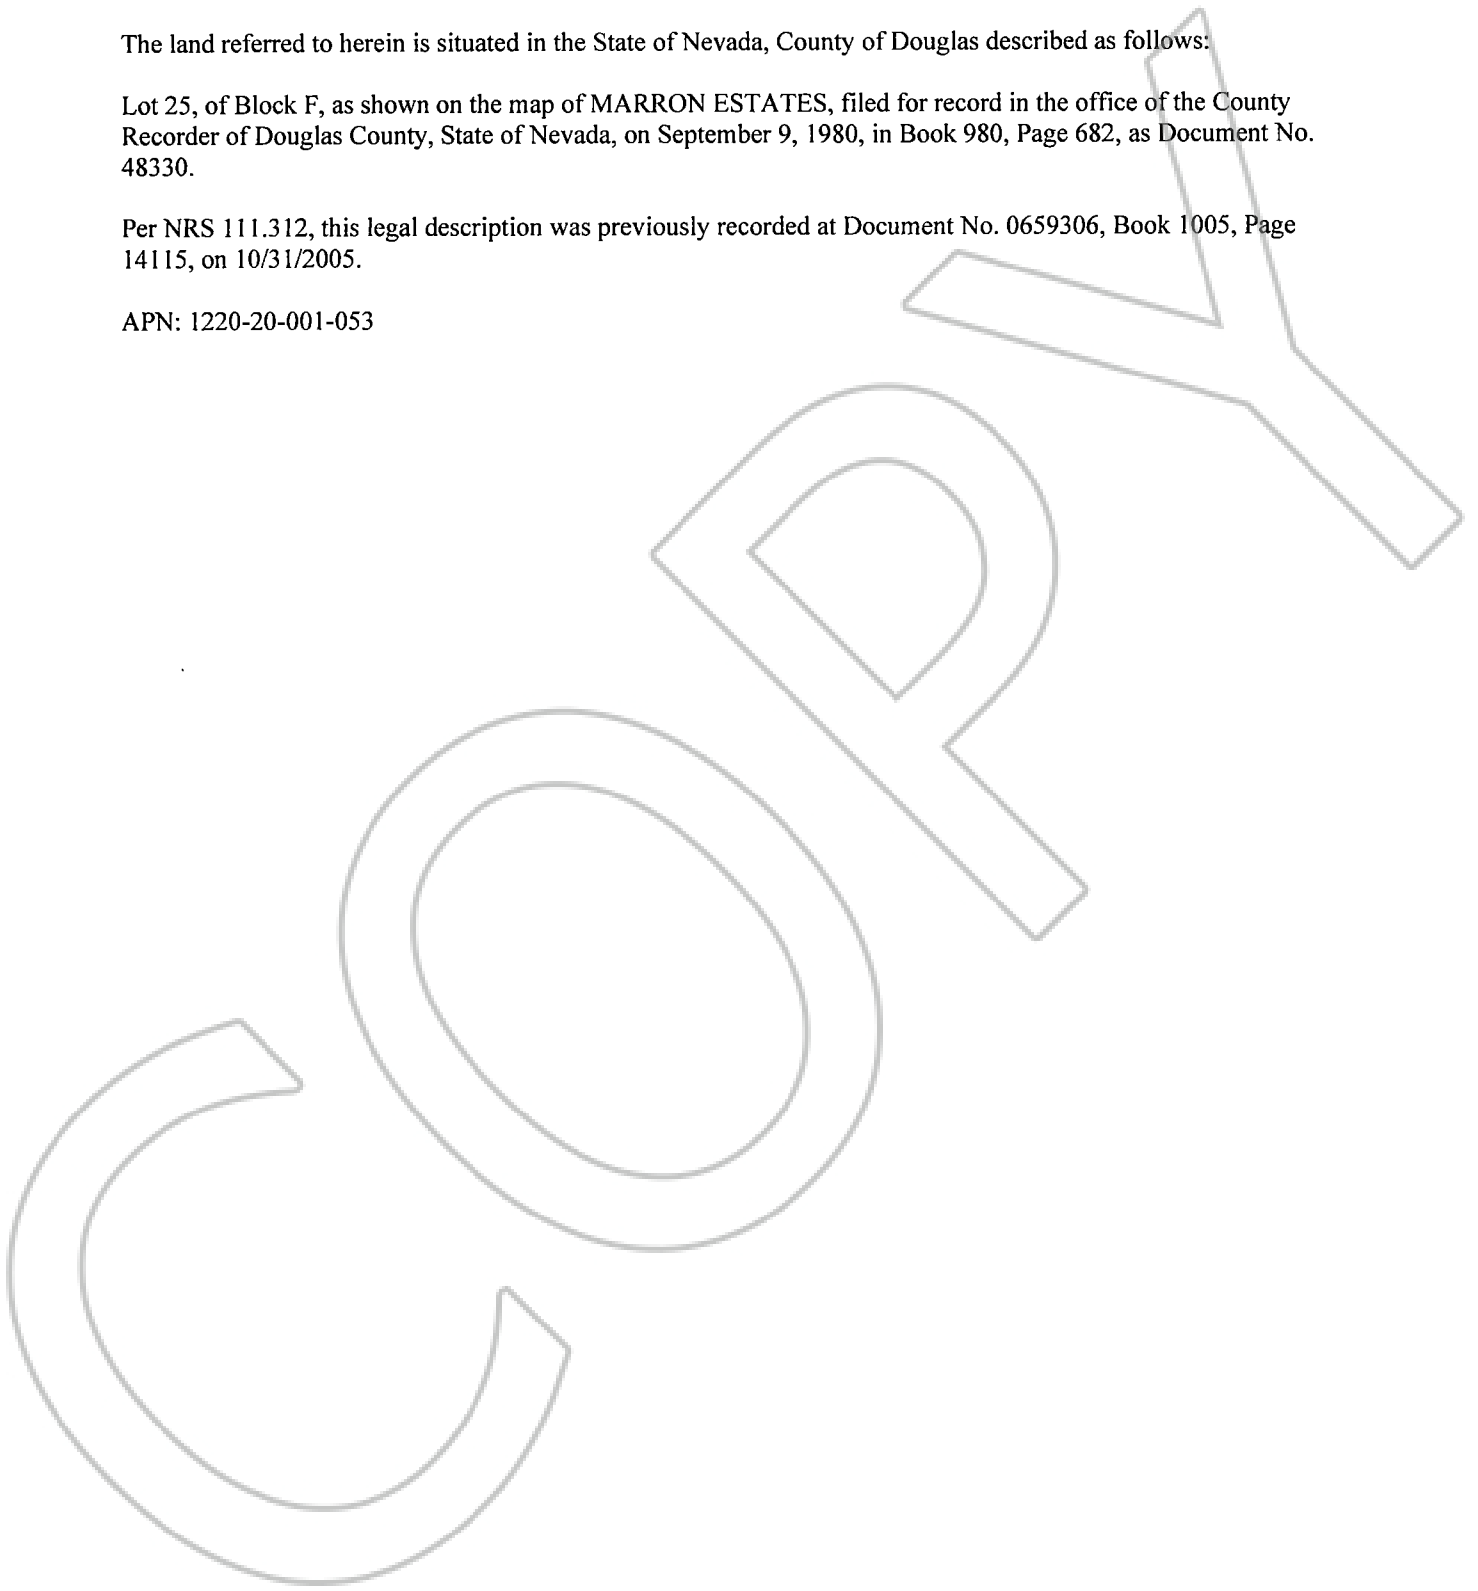 The land referred to herein is situated in the State of Nevada, County of Douglas described as follows:
Lot 25, of Block F, as shown on the map of MARRON ESTATES, filed for record in the office of the County
Recorder of Douglas County, State of Nevada, on September 9, 1980, in Book 980, Page 682, as Document No.
48330.
Per NRS 111.312, this legal description was previously recorded at Document No. 0659306, Book 1005, Page
14115, on 10/31/2005.
APN: 1220-20-001-053
COPY